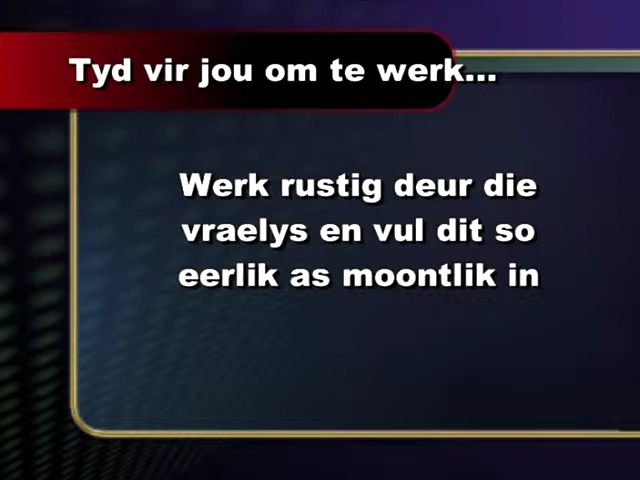 Tyd vir jou om te werk...
Werk rustig deur die
vraelys en vul dit so
eerlik as moontlik in